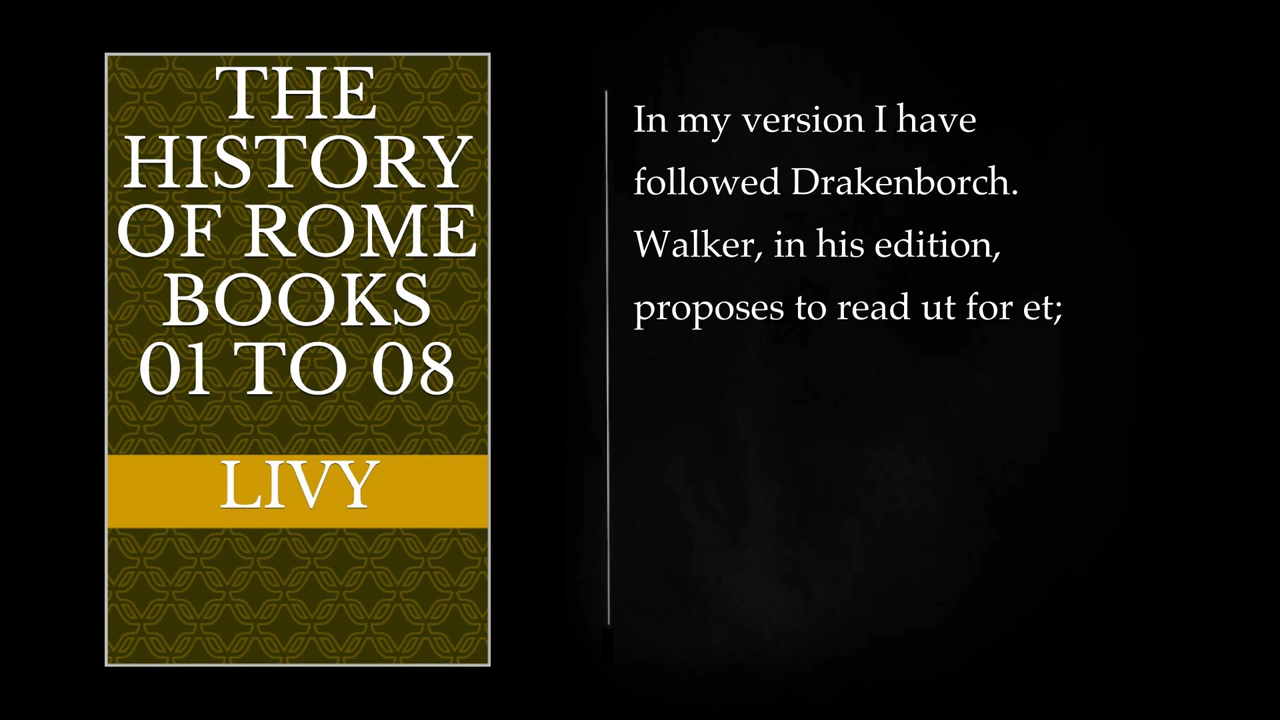 THE
HISTORY
OF ROME
BOOKS
01 TO 08
LIVY
In my version I have
followed Drakenborch.
Walker, in his edition,
proposes to read ut for et;